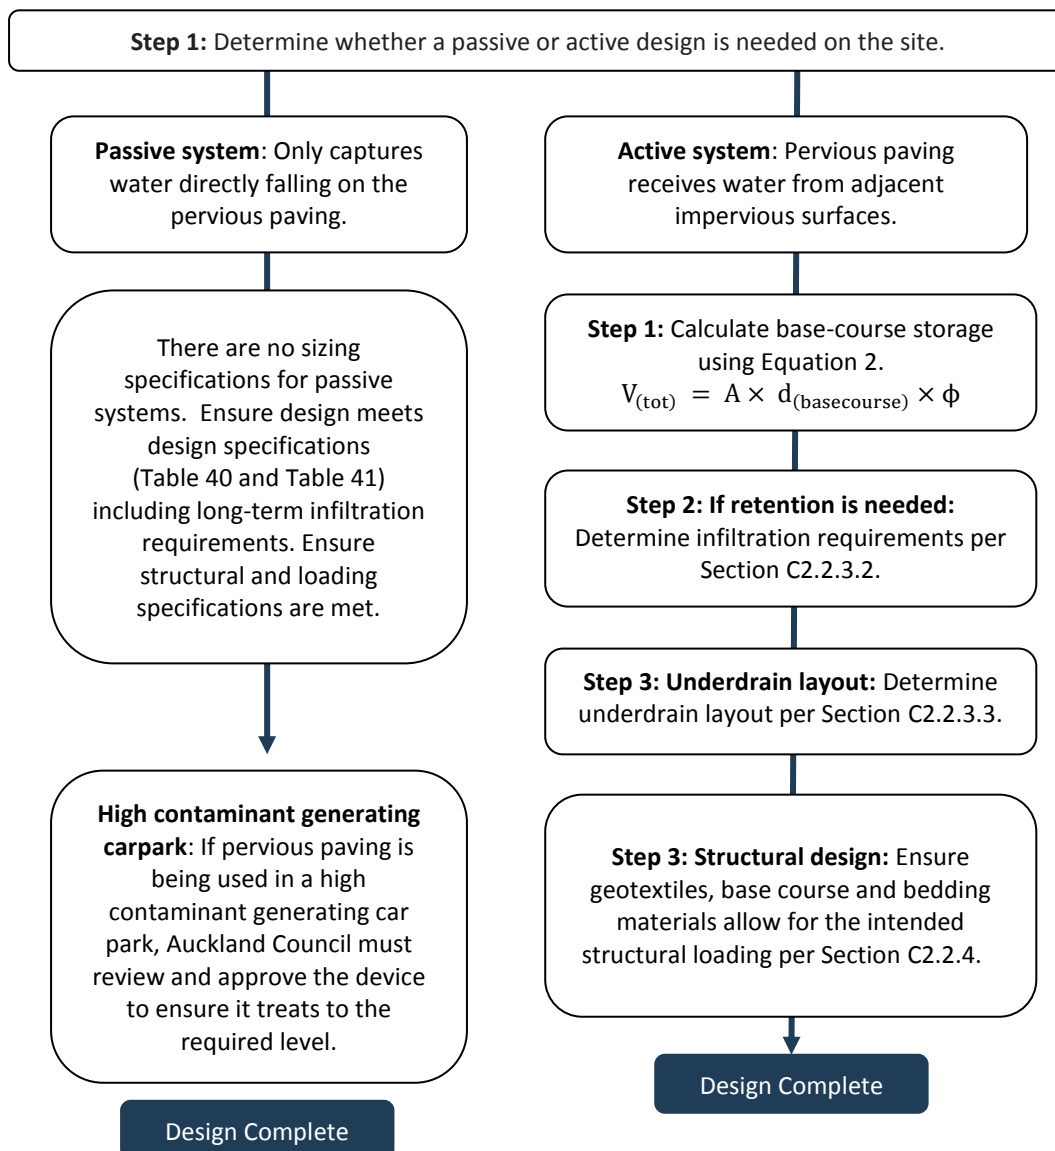 Step 1: Determine whether a passive or active design is needed on the site.
Passive system: Only captures
water directly falling on the
pervious paving.
There are no sizing
specifications for passive
systems.  Ensure design meets
design specifications
(Table 40 and Table 41)
including long-term infiltration
requirements. Ensure
structural and loading
specifications are met.
High contaminant generating
carpark: If pervious paving is
being used in a high
contaminant generating car
park, Auckland Council must
review and approve the device
to ensure it treats to the
required level.
Design Complete
Active system: Pervious paving
receives water from adjacent
impervious surfaces.
Step 1: Calculate base-course storage
using Equation 2.
V(tot) = A × d(basecourse) × ϕ
Step 2: If retention is needed:
Determine infiltration requirements per
Section C2.2.3.2.
Step 3: Underdrain layout: Determine
underdrain layout per Section C2.2.3.3.
Step 3: Structural design: Ensure
geotextiles, base course and bedding
materials allow for the intended
structural loading per Section C2.2.4.
Design Complete